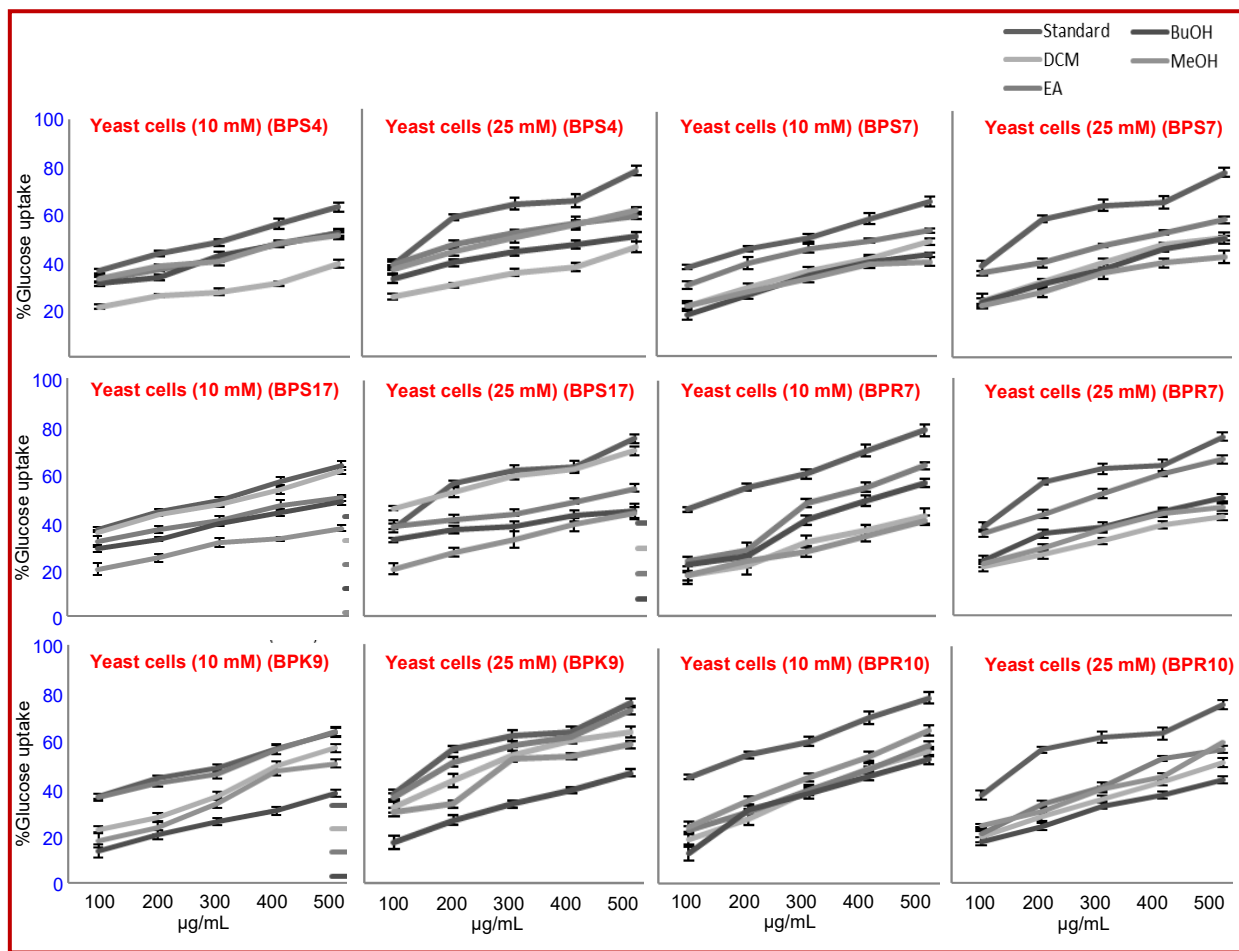 Standard
BuOH
DCM
MeOH
EA
100
80
60
40
20
%Glucose uptake
Yeast cells (10 mM) (BPS4)
Yeast cells (25 mM) (BPS4)
Yeast cells (10 mM) (BPS7)
Yeast cells (25 mM) (BPS7)
100
80
60
40
20
0
%Glucose uptake
Yeast cells (10 mM) (BPS17)
Yeast cells (25 mM) (BPS17)
Yeast cells (10 mM) (BPR7)
Yeast cells (25 mM) (BPR7)
100
80
60
40
20
0
%Glucose uptake
Yeast cells (10 mM) (BPK9)
Yeast cells (25 mM) (BPK9)
Yeast cells (10 mM) (BPR10)
Yeast cells (25 mM) (BPR10)
100 200 300 400 500
µg/mL
100 200 300 400 500
µg/mL
100 200 300 400 500
µg/mL
100 200 300 400 500
µg/mL